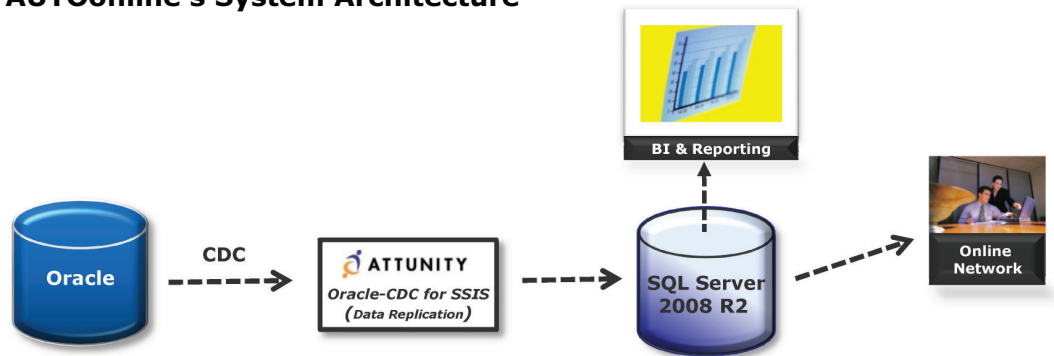 AUTOonline's System Architecture
BI & Reporting
Oracle
CDC
ATTUNITY
Oracle-CDC for SSIS
(Data Replication)
SQL Server
2008 R2
Online
Network